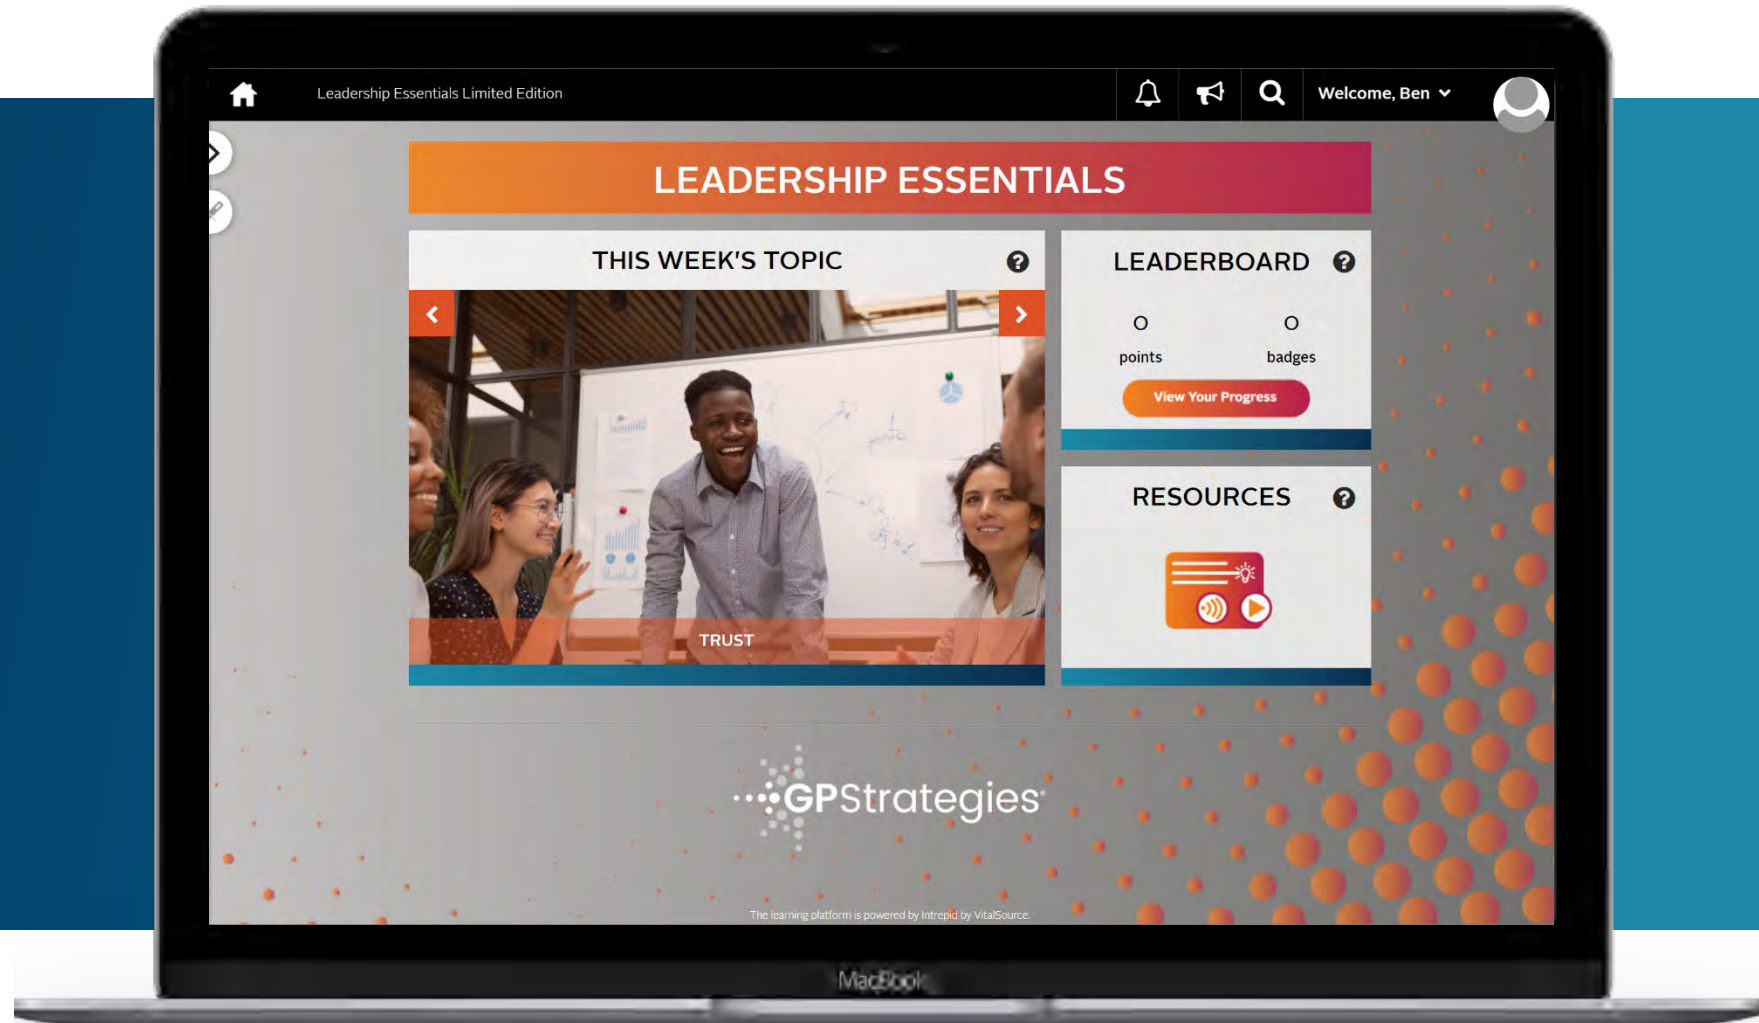 Leadership Essentials Limited Edition
Welcome, Ben
LEADERSHIP ESSENTIALS
THIS WEEK'S TOPIC
TRUST
LEADERBOARD
0 0
points badges
View Your Progress
RESOURCES
GPStrategies®
The learning platform is powered by Intrepid by VitalSource.
MacBook